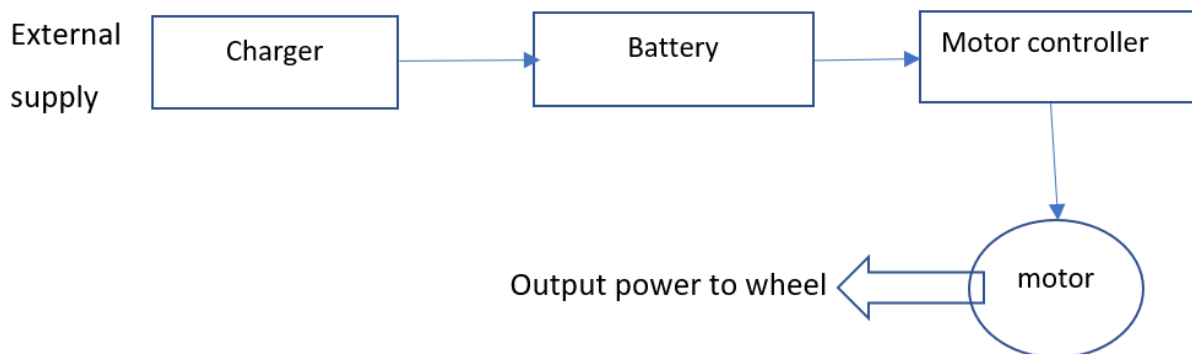 External
supply
Charger
Battery
Motor controller
motor
Output power to wheel